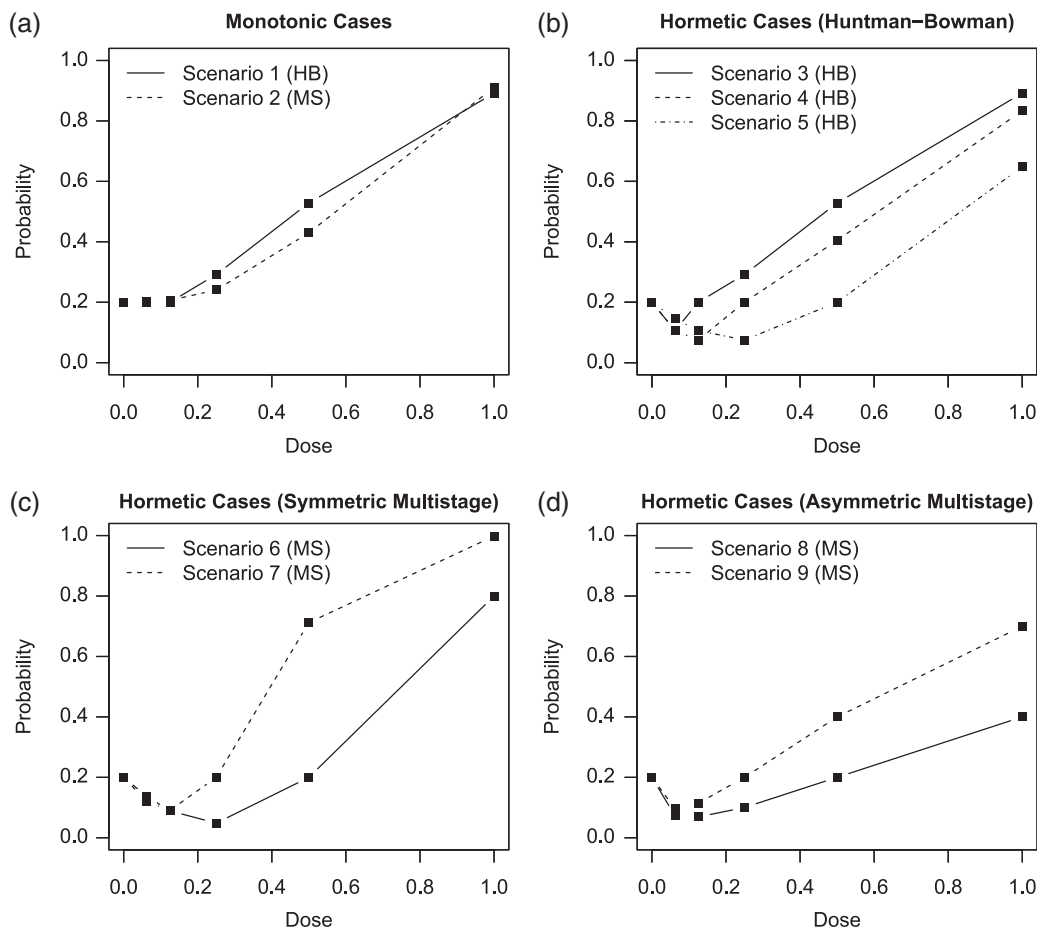 (a)
Monotonic Cases
1.0
0.8
0.6
0.4
0.2
0.0
Probability
Scenario 1 (HB)
Scenario 2 (MS)
0.0 0.2 0.4 0.6 0.8 1.0
Dose
(b)
Hormetic Cases (Huntman−Bowman)
1.0
0.8
0.6
0.4
0.2
0.0
Probability
Scenario 3 (HB)
Scenario 4 (HB)
Scenario 5 (HB)
0.0 0.2 0.4 0.6 0.8 1.0
Dose
(c)
Hormetic Cases (Symmetric Multistage)
1.0
0.8
0.6
0.4
0.2
0.0
Probability
Scenario 6 (MS)
Scenario 7 (MS)
0.0 0.2 0.4 0.6 0.8 1.0
Dose
(d)
Hormetic Cases (Asymmetric Multistage)
1.0
0.8
0.6
0.4
0.2
0.0
Probability
Scenario 8 (MS)
Scenario 9 (MS)
0.0 0.2 0.4 0.6 0.8 1.0
Dose